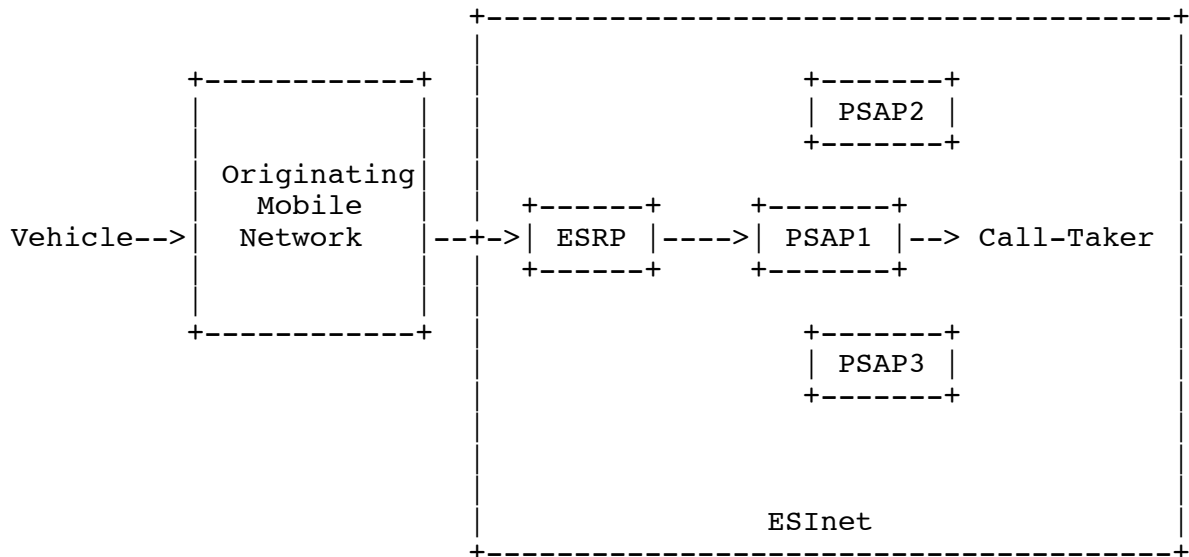 PSAP2
Originating
Mobile
Vehicle-->| Network |--+->| ESRP |---->| PSAP1 |--> Call-Taker
PSAP3
ESInet